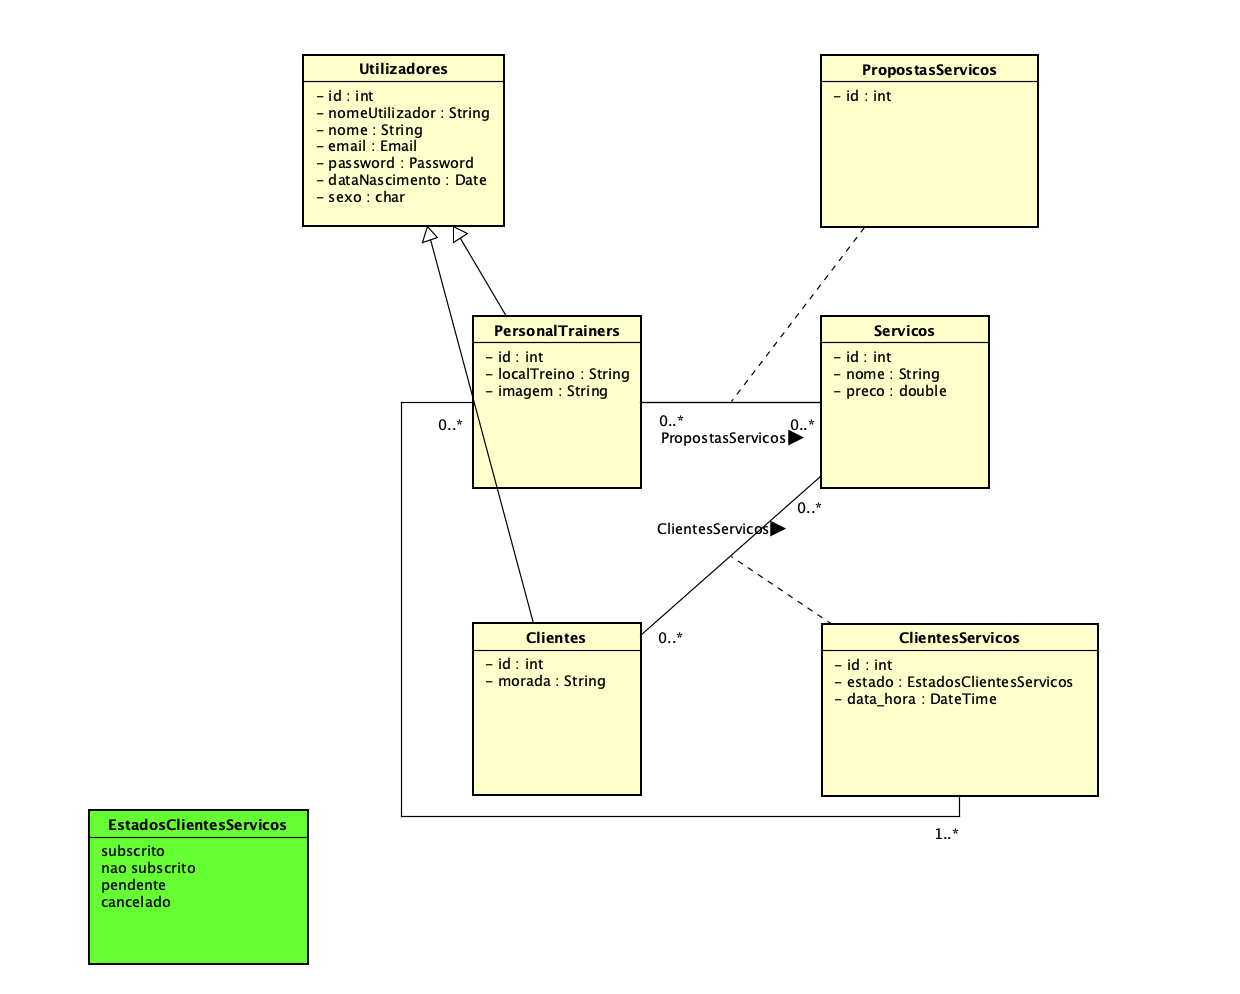 Utilizadores
- id : int
- nomeUtilizador : String
- nome : String
- email : Email
- password : Password
- dataNascimento : Date
- sexo : char
PropostasServicos
- id : int
PersonalTrainers
- id : int
- localTreino : String
- imagem : String
Servicos
- id : int
- nome : String
- preco : double
0..*
0..*
0..*
PropostasServicos
0..*
ClientesServicos
0..*
Clientes
- id : int
- morada : String
ClientesServicos
- id : int
- estado : EstadosClientesServicos
- data_hora : DateTime
1..*
EstadosClientesServicos
subscrito
nao subscrito
pendente
cancelado